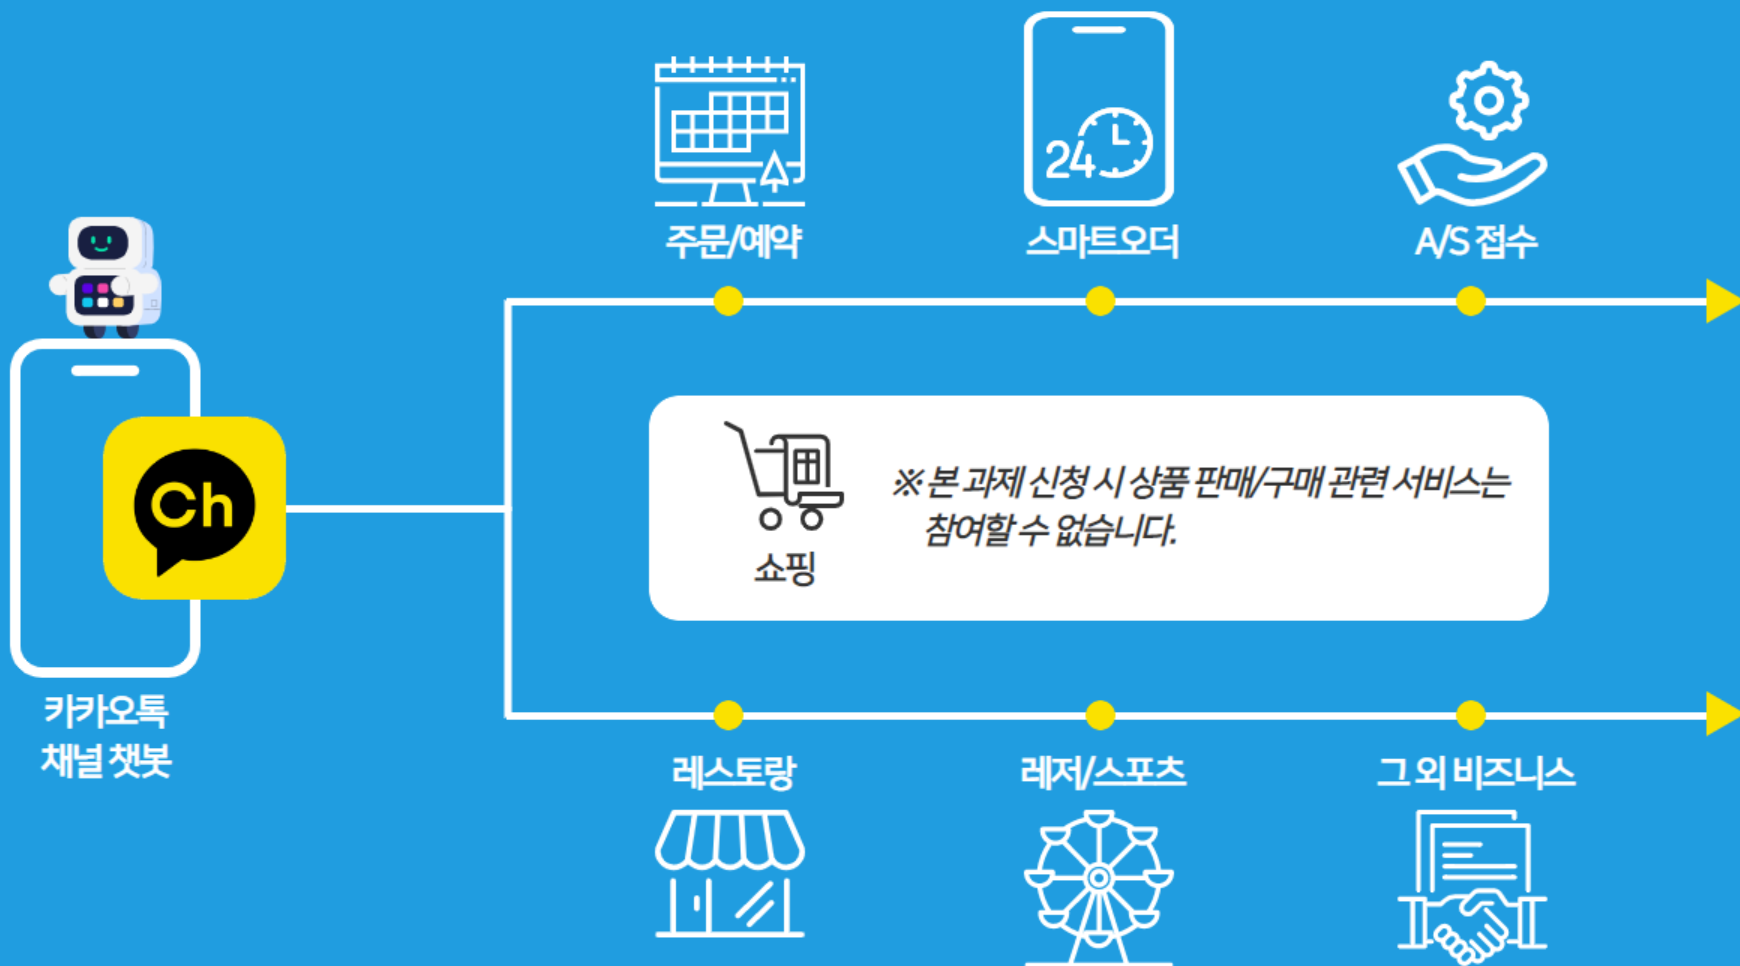 24
주문/예약
스마트오더
A/S 접수
Ch
※ 본 과제 신청 시 상품 판매/구매 관련 서비스는
참여할 수 없습니다.
쇼핑
카카오톡
채널 챗봇
레스토랑
레저/스포츠
그 외 비즈니스